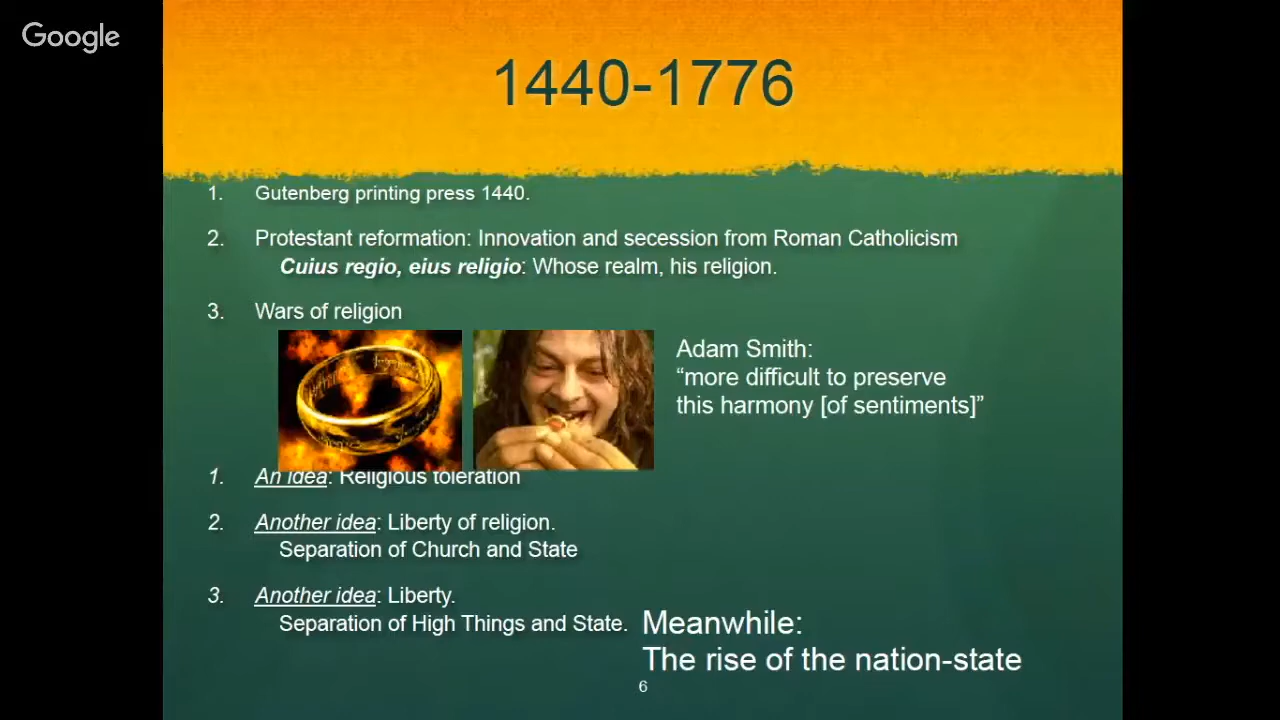 Google
1440-1776
1. Gutenberg printing press 1440.
2. Protestant reformation: Innovation and secession from Roman Catholicism
Cuius regio, eius religio: Whose realm, his religion.
3. Wars of religion
Adam Smith:
“more difficult to preserve
this harmony [of sentiments]”
1. An idea: Religious toleration
2. Another idea: Liberty of religion.
Separation of Church and State
3. Another idea: Liberty.
Separation of High Things and State.
Meanwhile:
The rise of the nation-state
6